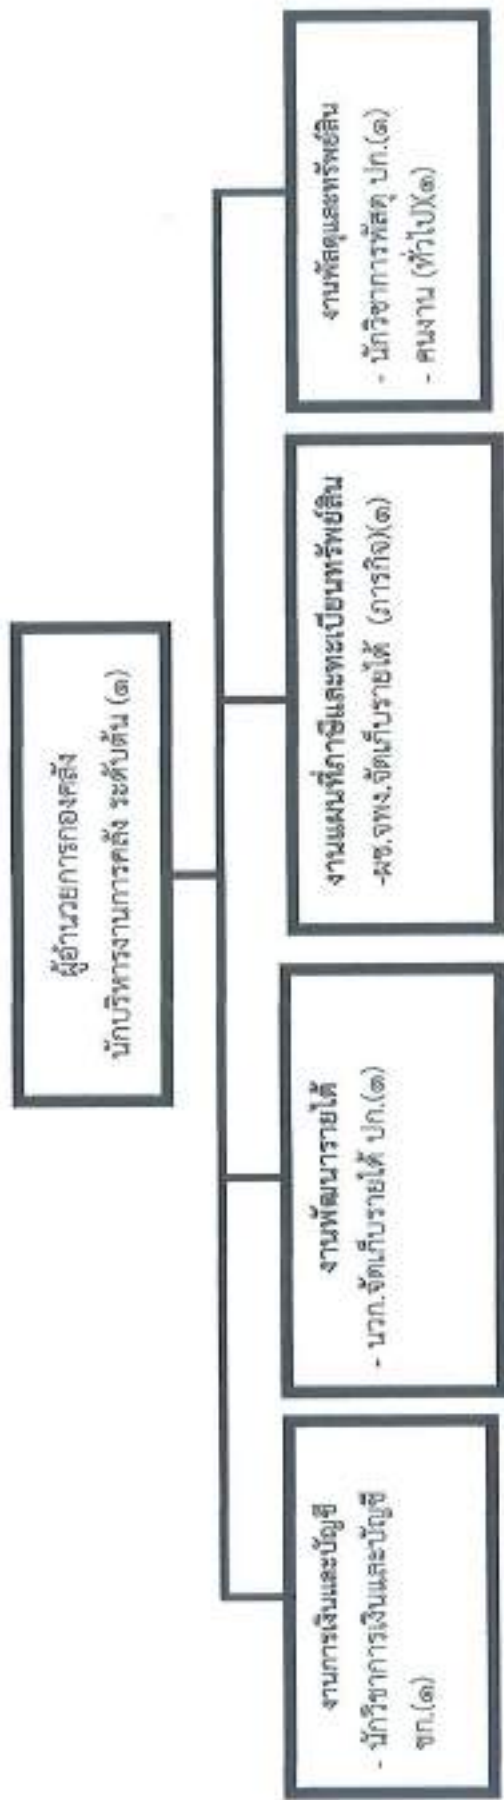 ผู้อำนวยการกองคลัง
นักบริหารงานการคลัง ระดับต้น (๑)
งานการเงินและบัญชี
- นักวิชาการเงินและบัญชี
ชก.(๑)
งานพัฒนารายได้
- นวก.จัดเก็บรายได้ ปก.(๑)
งานแผนที่ภาษีและทะเบียนทรัพย์สิน
-ผช.จพง.จัดเก็บรายได้ (ภารกิจ)(๑)
งานพัสดุและทรัพย์สิน
- นักวิชาการพัสดุ ปก.(๑)
- คนงาน (ทั่วไป)(๑)